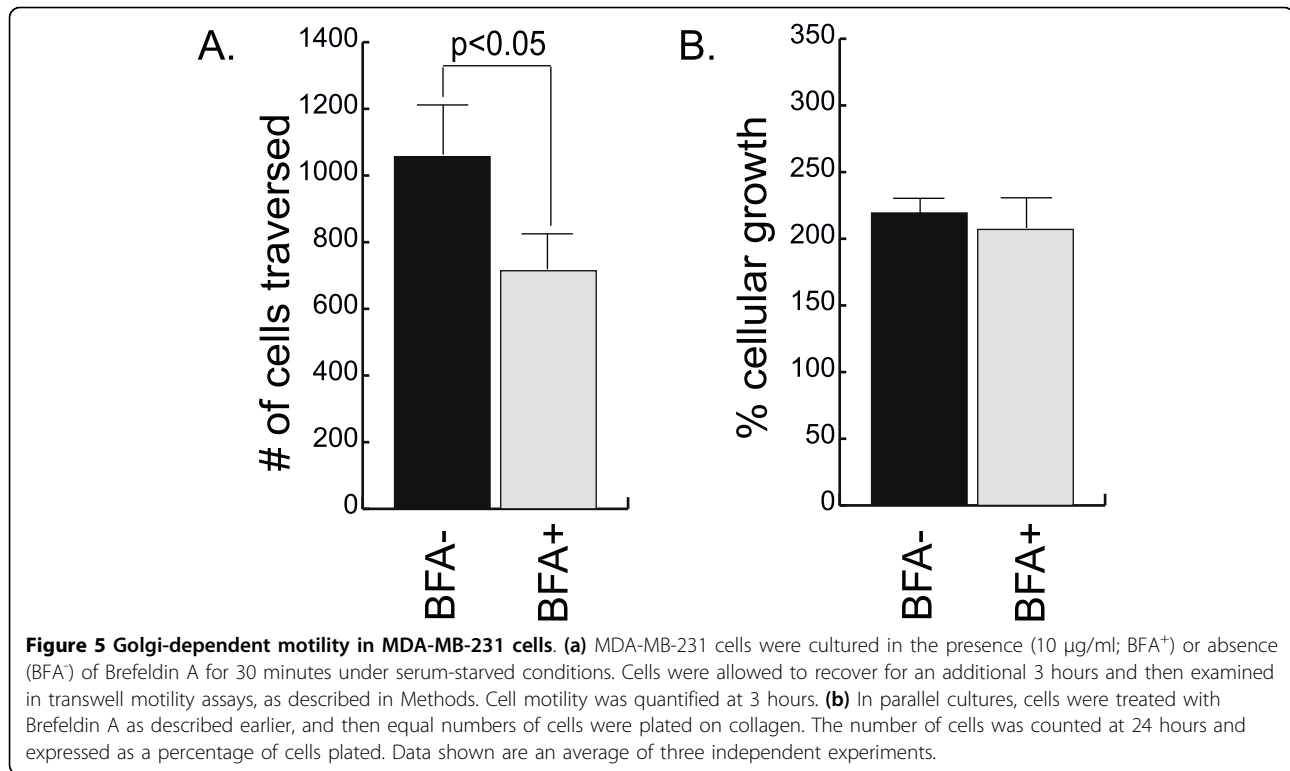 A.
1400
1200
1000
800
600
400
200
0
# of cells traversed
p<0.05
BFA-
BFA+
B.
350
300
250
200
150
100
50
0
% cellular growth
BFA-
BFA+
Figure 5 Golgi-dependent motility in MDA-MB-231 cells. (a) MDA-MB-231 cells were cultured in the presence (10 μg/ml; BFA⁺) or absence
(BFA⁻) of Brefeldin A for 30 minutes under serum-starved conditions. Cells were allowed to recover for an additional 3 hours and then examined
in transwell motility assays, as described in Methods. Cell motility was quantified at 3 hours. (b) In parallel cultures, cells were treated with
Brefeldin A as described earlier, and then equal numbers of cells were plated on collagen. The number of cells was counted at 24 hours and
expressed as a percentage of cells plated. Data shown are an average of three independent experiments.